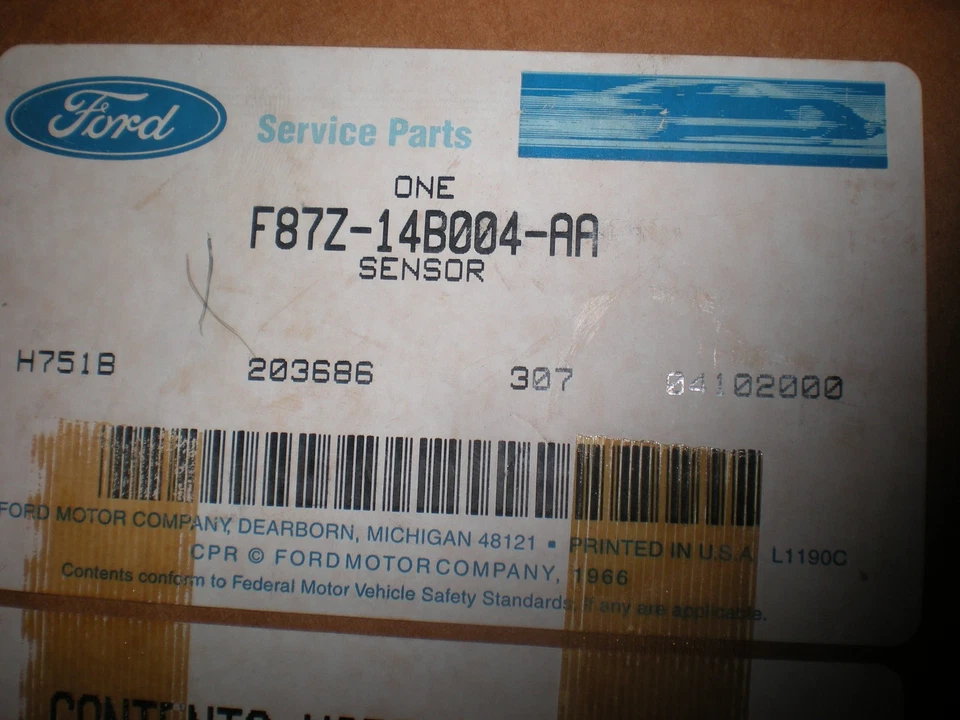 Ford
Service Parts
ONE
F87Z-14B004-AA
SENSOR
H751B 203686 307 04102000
FORD MOTOR COMPANY, DEARBORN, MICHIGAN 48121 ▪ PRINTED IN U.S.A. L1190C
CPR © FORD MOTOR COMPANY, 1966
Contents conform to Federal Motor Vehicle Safety Standards, if any are applicable.
CONTENTS